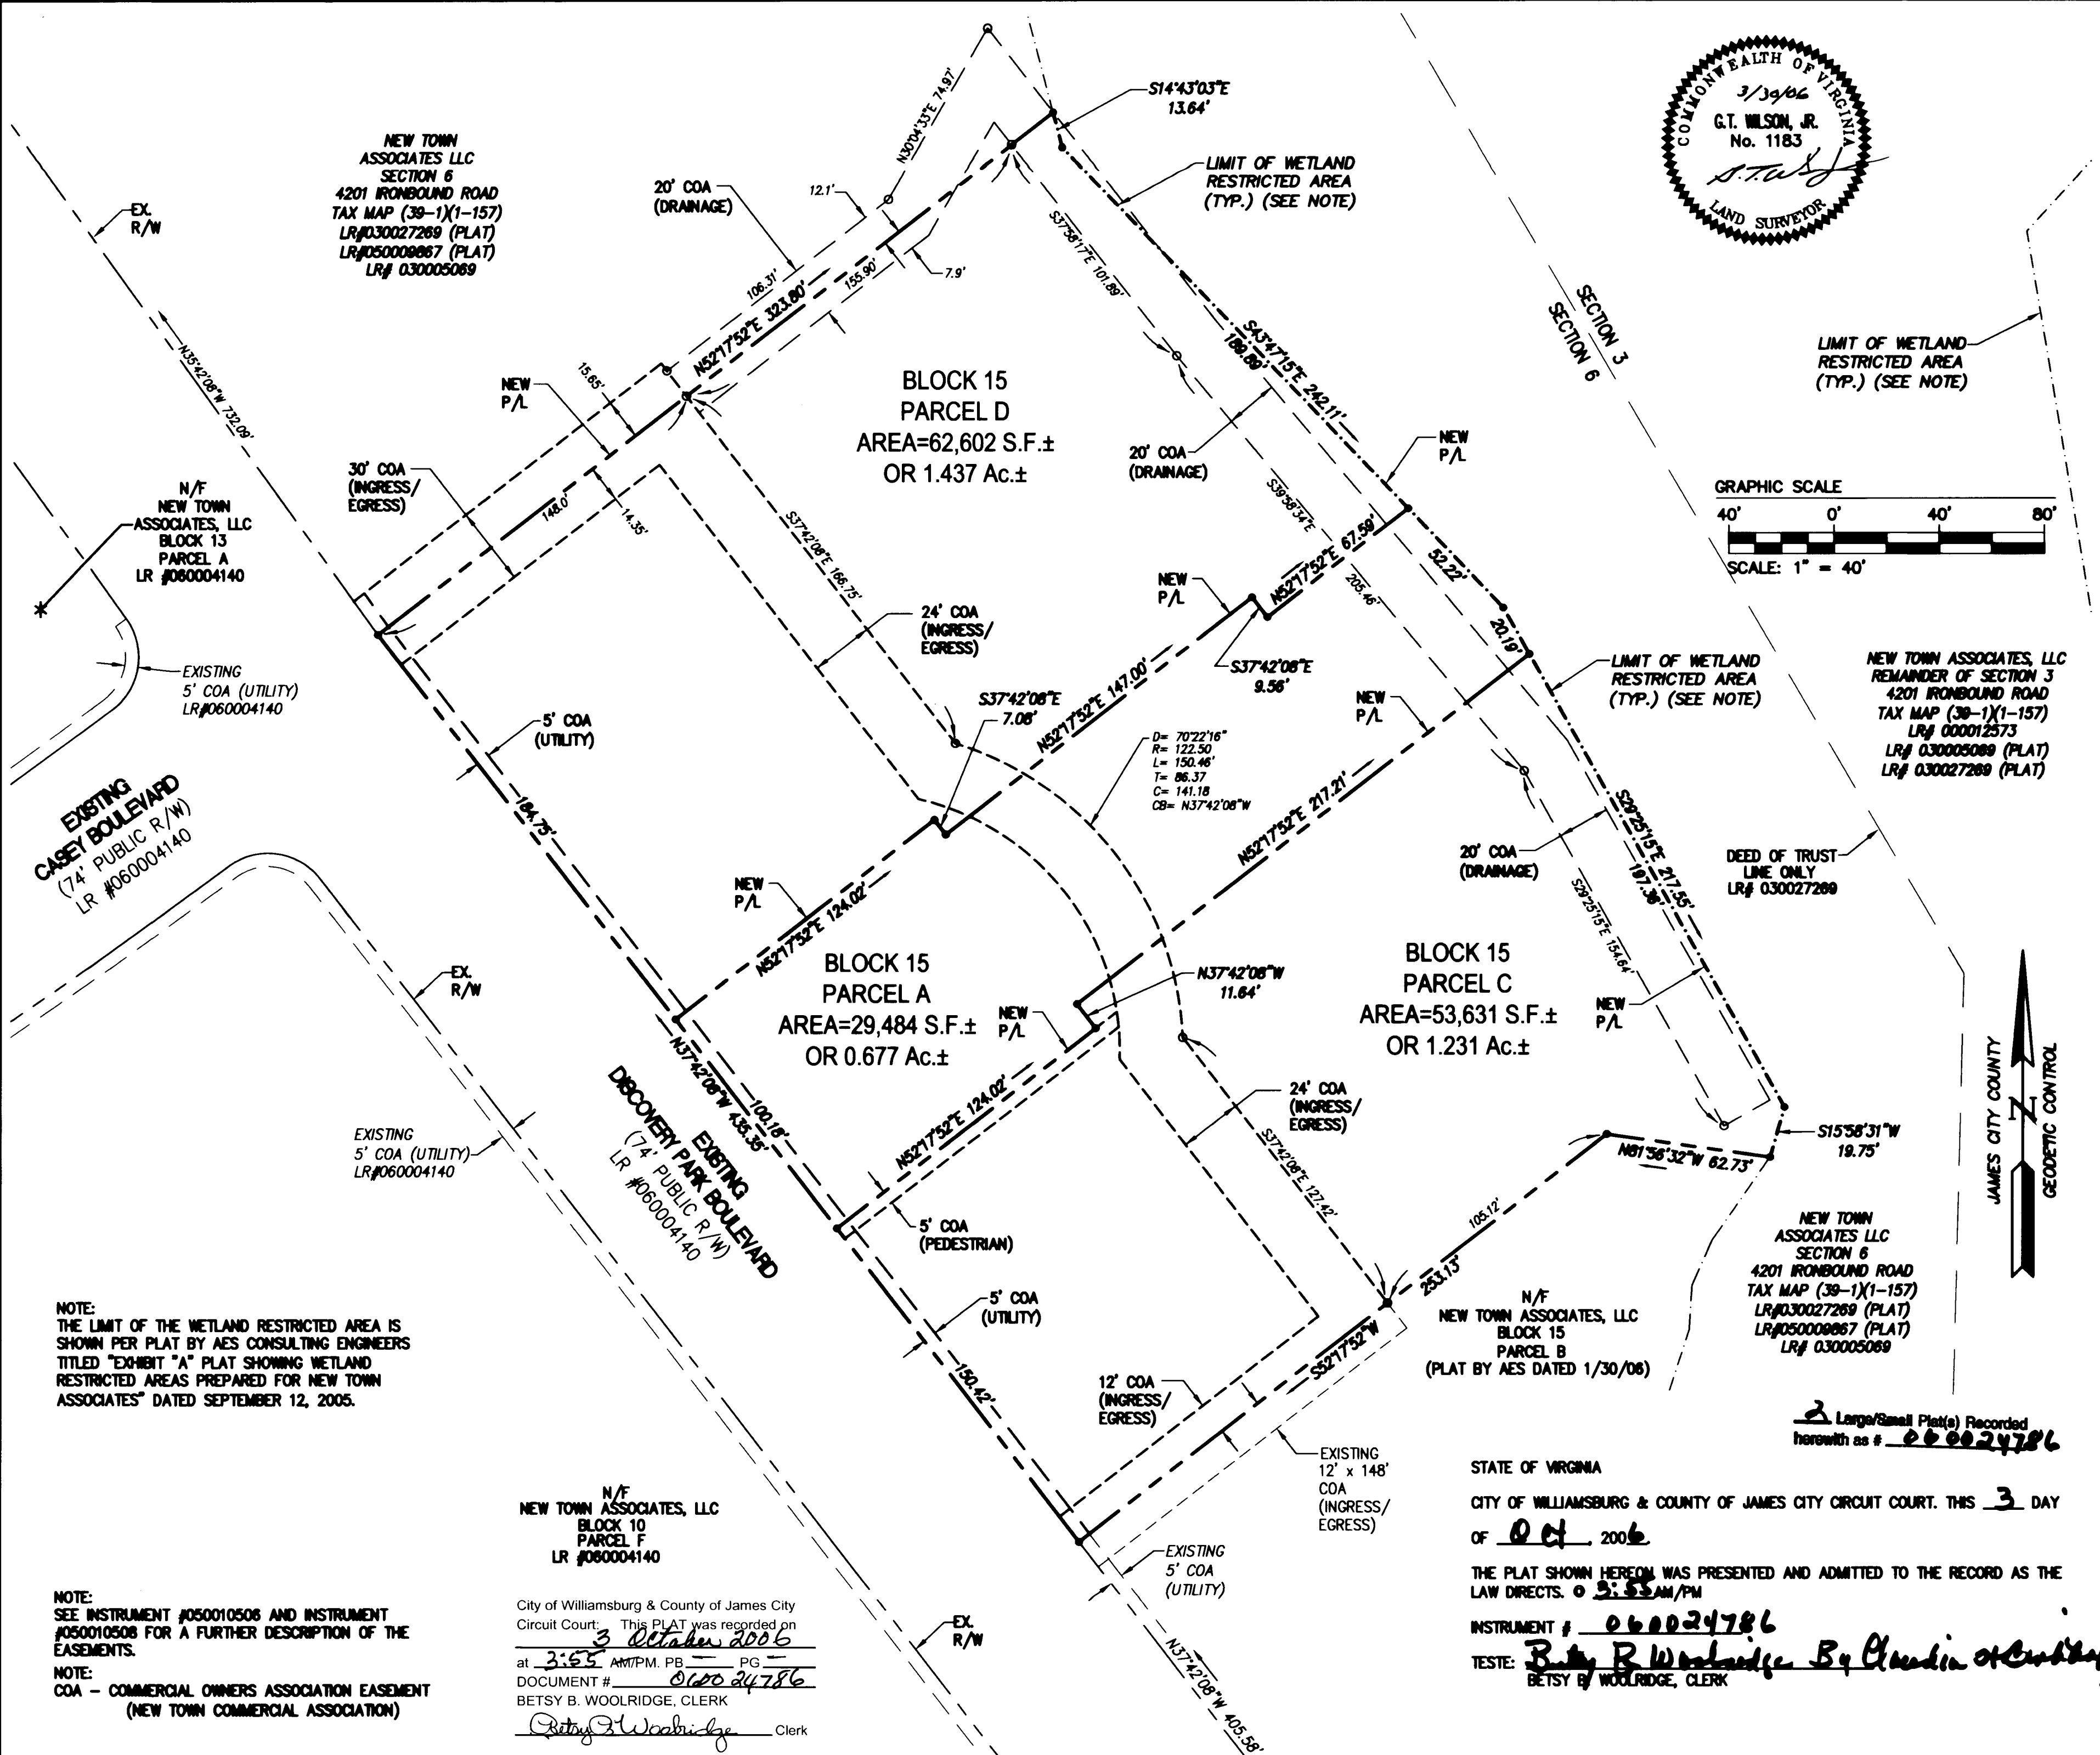 S14°43'03"E
13.64'
N30°04'33"E 74.97'
COMMONWEALTH OF VIRGINIA
3/30/06
G.T. WILSON, JR.
No. 1183
LAND SURVEYOR
NEW TOWN
ASSOCIATES LLC
SECTION 6
4201 IRONBOUND ROAD
TAX MAP (39-1)(1-157)
LR#030027269 (PLAT)
LR#050009867 (PLAT)
LR# 030005069
EX.
R/W
20' COA
(DRAINAGE)
12.1'
7.9'
LIMIT OF WETLAND
RESTRICTED AREA
(TYP.) (SEE NOTE)
106.31'
155.90'
N52°17'52"E 323.80'
S37°58'17"E 101.89'
SECTION 3
SECTION 6
LIMIT OF WETLAND
RESTRICTED AREA
(TYP.) (SEE NOTE)
N35°42'08"W 732.09'
NEW
P/L
15.65'
BLOCK 15
PARCEL D
AREA=62,602 S.F.±
OR 1.437 Ac.±
S43°47'15"E 242.11'
189.89'
20' COA
(DRAINAGE)
NEW
P/L
GRAPHIC SCALE
40' 0' 40' 80'
SCALE: 1" = 40'
30' COA
(INGRESS/
EGRESS)
148.0'
14.35'
N/F
NEW TOWN
ASSOCIATES, LLC
BLOCK 13
PARCEL A
LR #060004140
S37°42'08"E 166.75'
S39°58'34"E
205.46'
N52°17'52"E 67.59'
52.22'
NEW
P/L
20.19'
24' COA
(INGRESS/
EGRESS)
S37°42'08"E
9.56'
EXISTING
5' COA (UTILITY)
LR#060004140
5' COA
(UTILITY)
S37°42'08"E
7.08'
N52°17'52"E 147.00'
D= 70°22'16"
R= 122.50
L= 150.46'
T= 86.37
C= 141.18
CB= N37°42'08"W
NEW
P/L
LIMIT OF WETLAND
RESTRICTED AREA
(TYP.) (SEE NOTE)
NEW TOWN ASSOCIATES, LLC
REMAINDER OF SECTION 3
4201 IRONBOUND ROAD
TAX MAP (39-1)(1-157)
LR# 000012573
LR# 030005089 (PLAT)
LR# 030027269 (PLAT)
EXISTING
CASEY BOULEVARD
(74' PUBLIC R/W)
LR #060004140
184.75'
N52°17'52"E 217.21'
20' COA
(DRAINAGE)
S29°25'15"E 217.55'
197.36'
S29°25'15"E 154.64'
DEED OF TRUST
LINE ONLY
LR# 030027269
NEW
P/L
N52°17'52"E 124.02'
EX.
R/W
BLOCK 15
PARCEL A
AREA=29,484 S.F.±
OR 0.677 Ac.±
N37°42'08"W
11.64'
NEW
P/L
BLOCK 15
PARCEL C
AREA=53,631 S.F.±
OR 1.231 Ac.±
NEW
P/L
JAMES CITY COUNTY
N
GEODETIC CONTROL
N37°42'08"W 435.35'
100.18'
N52°17'52"E 124.02'
24' COA
(INGRESS/
EGRESS)
S37°42'08"E 127.42'
S15°58'31"W
19.75'
N81°56'32"W 62.73'
EXISTING
5' COA (UTILITY)
LR#060004140
EXISTING
DISCOVERY PARK BOULEVARD
(74' PUBLIC R/W)
LR #060004140
5' COA
(PEDESTRIAN)
105.12'
253.13'
S52°17'52"W
NEW TOWN
ASSOCIATES LLC
SECTION 6
4201 IRONBOUND ROAD
TAX MAP (39-1)(1-157)
LR#030027269 (PLAT)
LR#050009867 (PLAT)
LR# 030005069
5' COA
(UTILITY)
N/F
NEW TOWN ASSOCIATES, LLC
BLOCK 15
PARCEL B
(PLAT BY AES DATED 1/30/06)
NOTE:
THE LIMIT OF THE WETLAND RESTRICTED AREA IS
SHOWN PER PLAT BY AES CONSULTING ENGINEERS
TITLED "EXHIBIT "A" PLAT SHOWING WETLAND
RESTRICTED AREAS PREPARED FOR NEW TOWN
ASSOCIATES" DATED SEPTEMBER 12, 2005.
150.42'
12' COA
(INGRESS/
EGRESS)
EXISTING
12' x 148'
COA
(INGRESS/
EGRESS)
2 Large/Small Plat(s) Recorded
herewith as # 060024786
STATE OF VIRGINIA
CITY OF WILLIAMSBURG & COUNTY OF JAMES CITY CIRCUIT COURT. THIS 3 DAY
OF Oct, 2006.
THE PLAT SHOWN HEREON WAS PRESENTED AND ADMITTED TO THE RECORD AS THE
LAW DIRECTS. @ 3:55 AM/PM
INSTRUMENT # 060024786
TESTE: Betsy B Woolridge By Claudia
BETSY B. WOOLRIDGE, CLERK
N/F
NEW TOWN ASSOCIATES, LLC
BLOCK 10
PARCEL F
LR #060004140
EXISTING
5' COA
(UTILITY)
EX.
R/W
N37°42'08"W 405.58'
NOTE:
SEE INSTRUMENT #050010506 AND INSTRUMENT
#050010508 FOR A FURTHER DESCRIPTION OF THE
EASEMENTS.
NOTE:
COA - COMMERCIAL OWNERS ASSOCIATION EASEMENT
(NEW TOWN COMMERCIAL ASSOCIATION)
City of Williamsburg & County of James City
Circuit Court: This PLAT was recorded on
3 October 2006
at 3:55 AM/PM. PB — PG —
DOCUMENT # 060024786
BETSY B. WOOLRIDGE, CLERK
Betsy B Woolridge Clerk